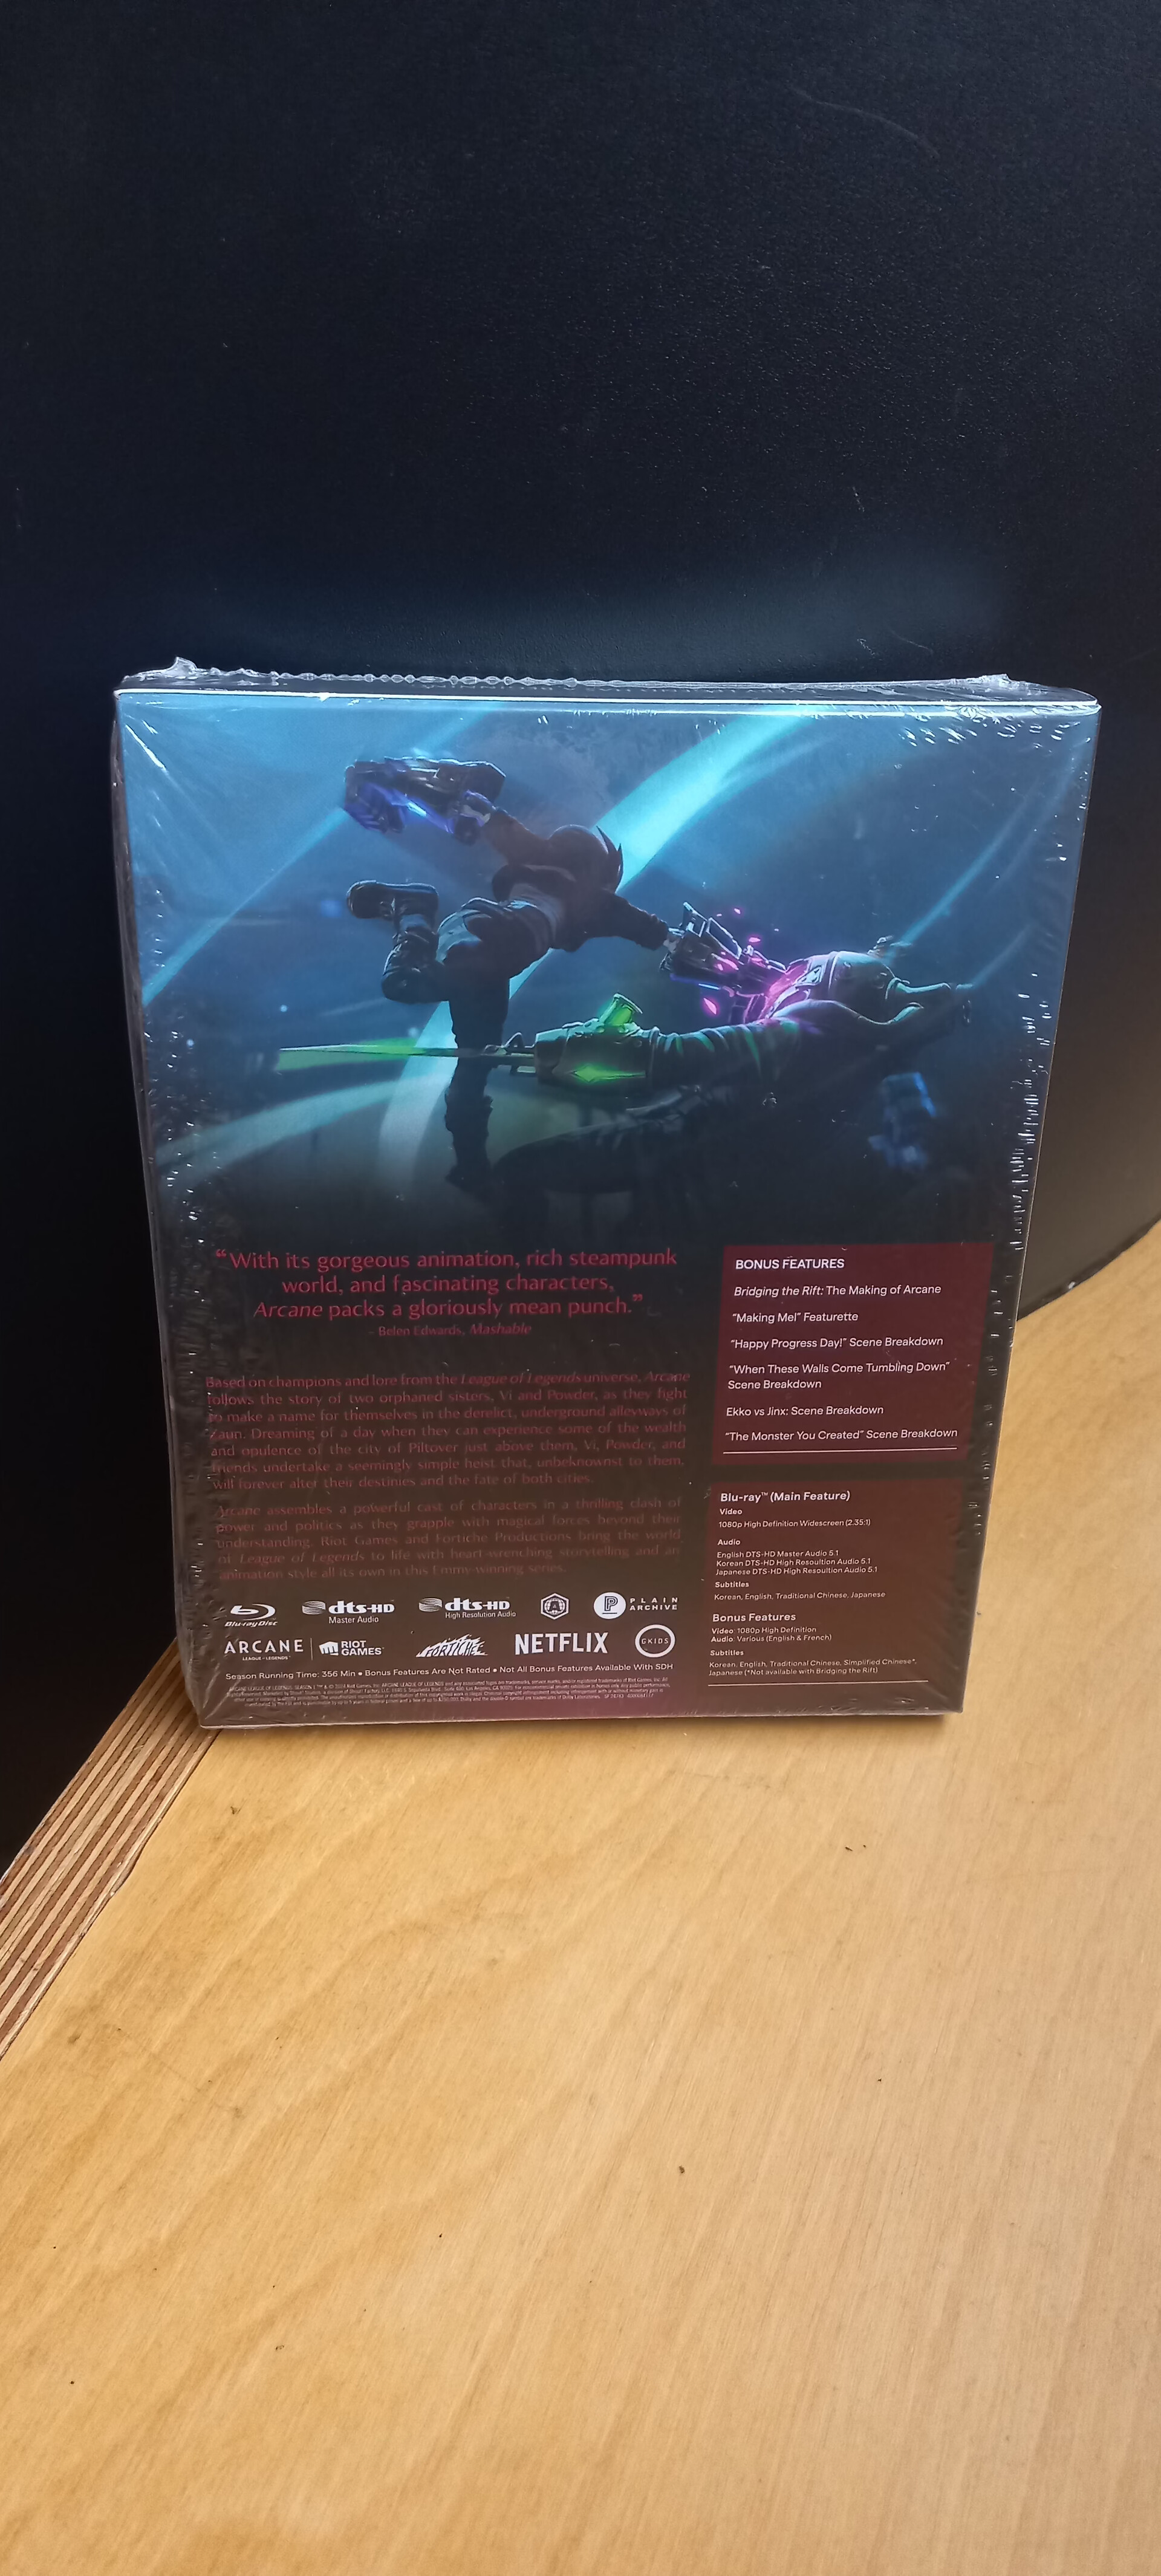 “With its gorgeous animation, rich steampunk
world, and fascinating characters,
Arcane packs a gloriously mean punch.”
- Belen Edwards, Mashable
Based on champions and lore from the League of Legends universe, Arcane
follows the story of two orphaned sisters, Vi and Powder, as they fight
to make a name for themselves in the derelict, underground alleyways of
Zaun. Dreaming of a day when they can experience some of the wealth
and opulence of the city of Piltover just above them, Vi, Powder, and
friends undertake a seemingly simple heist that, unbeknownst to them,
will forever alter their destinies and the fate of both cities.
Arcane assembles a powerful cast of characters in a thrilling clash of
power and politics as they grapple with magical forces beyond their
understanding. Riot Games and Fortiche Productions bring the world
of League of Legends to life with heart-wrenching storytelling and an
animation style all its own in this Emmy-winning series.
Blu-ray Disc
dts-HD
Master Audio
dts-HD
High Resolution Audio
A
P PLAIN
ARCHIVE
ARCANE
LEAGUE OF LEGENDS
RIOT
GAMES
FORTICHE
NETFLIX
GKIDS
Season Running Time: 356 Min • Bonus Features Are Not Rated • Not All Bonus Features Available With SDH
BONUS FEATURES
Bridging the Rift: The Making of Arcane
“Making Me!” Featurette
“Happy Progress Day!” Scene Breakdown
“When These Walls Come Tumbling Down”
Scene Breakdown
Ekko vs Jinx: Scene Breakdown
“The Monster You Created” Scene Breakdown
Blu-ray™ (Main Feature)
Video
1080p High Definition Widescreen (2.35:1)
Audio
English DTS-HD Master Audio 5.1
Korean DTS-HD High Resoultion Audio 5.1
Japanese DTS-HD High Resoultion Audio 5.1
Subtitles
Korean, English, Traditional Chinese, Japanese
Bonus Features
Video: 1080p High Definition
Audio: Various (English & French)
Subtitles
Korean, English, Traditional Chinese, Simplified Chinese*,
Japanese (*Not available with Bridging the Rift)